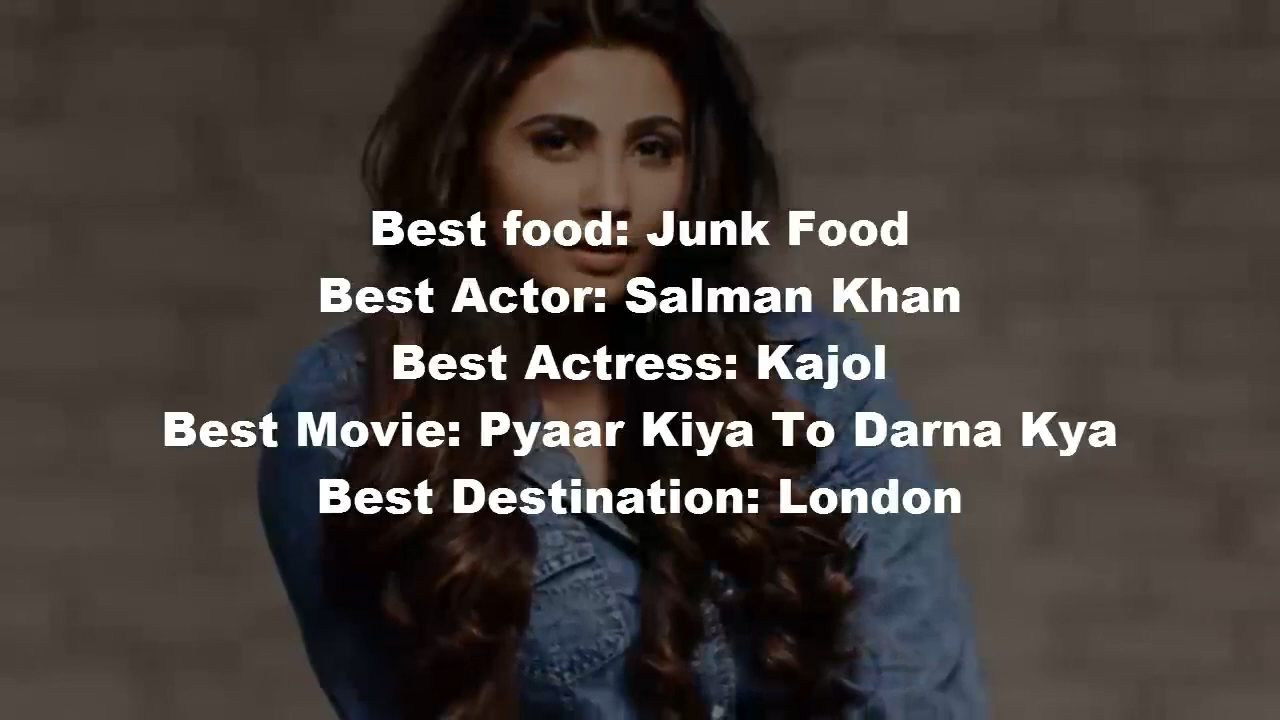 Best food: Junk Food
Best Actor: Salman Khan
Best Actress: Kajol
Best Movie: Pyaar Kiya To Darna Kya
Best Destination: London